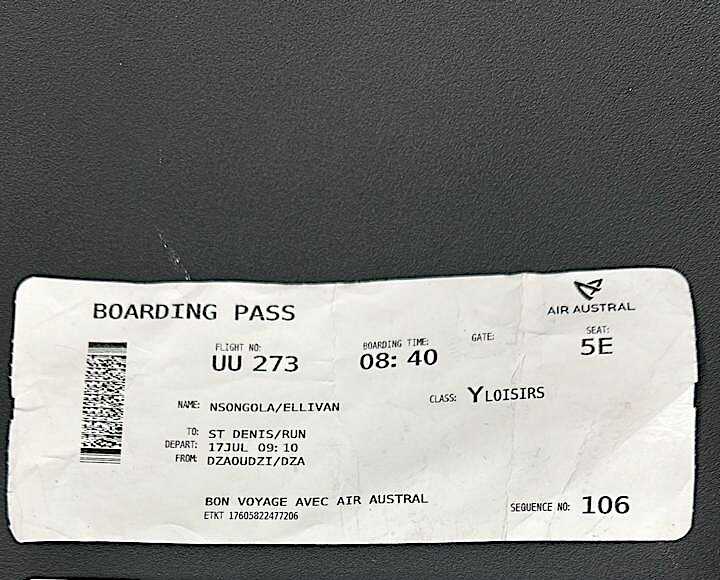 BOARDING PASS
AIR AUSTRAL
FLIGHT NO:
UU 273
BOARDING TIME:
08:40
GATE:
SEAT:
5E
NAME: NSONGOLA/ELLIVAN
CLASS: Y LOISIRS
TO: ST DENIS/RUN
DEPART: 17JUL 09:10
FROM: DZAOUDZI/DZA
BON VOYAGE AVEC AIR AUSTRAL
ETKT 17605822477206
SEQUENCE NO: 106